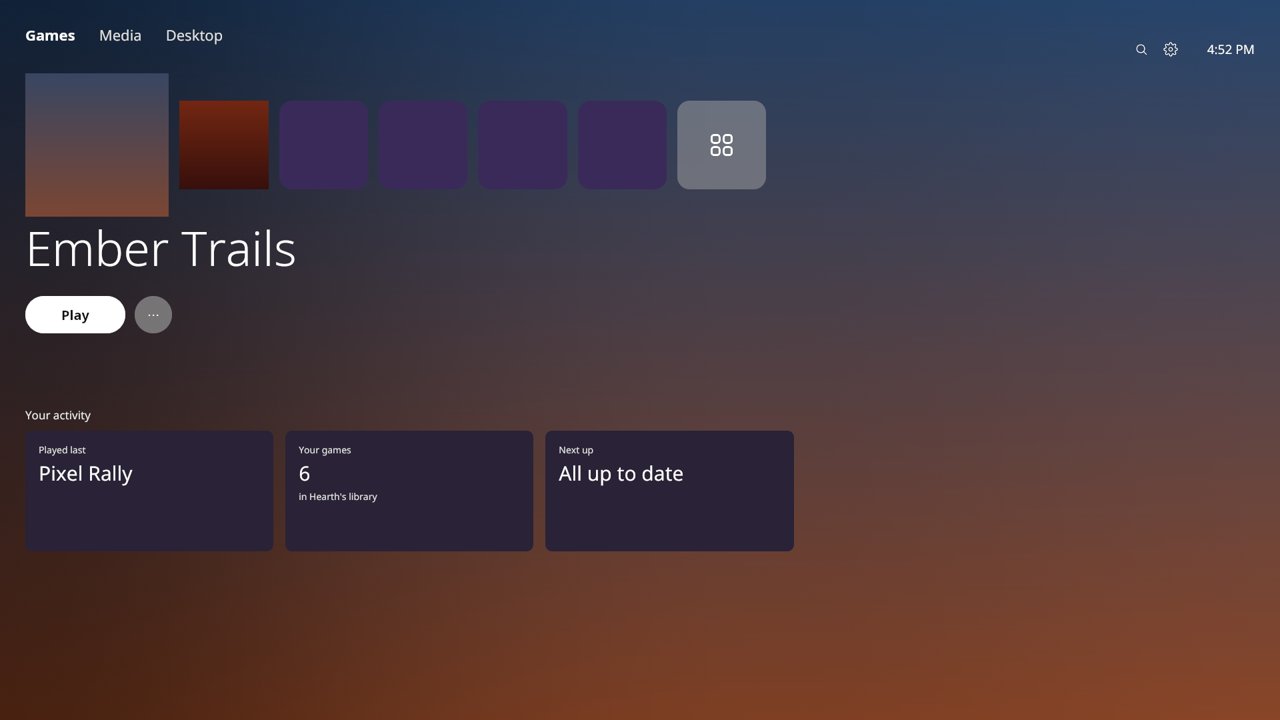 Games Media Desktop
4:52 PM
Ember Trails
Play
...
Your activity
Played last
Pixel Rally
Your games
6
in Hearth's library
Next up
All up to date